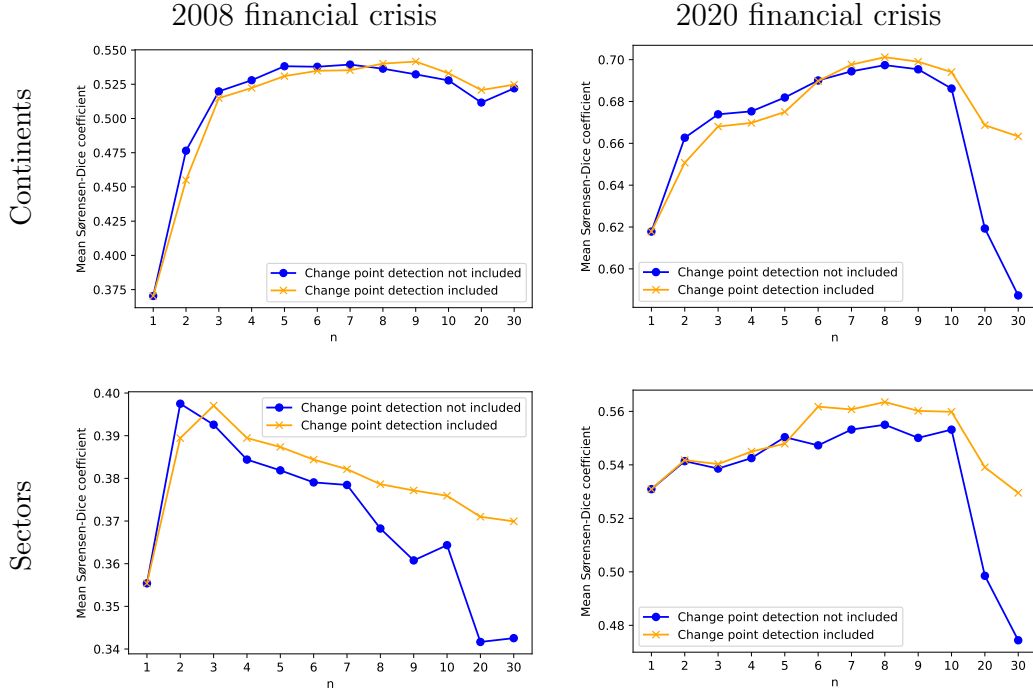 2008 financial crisis
2020 financial crisis
Continents
Mean Sørensen-Dice coefficient
0.550
0.525
0.500
0.475
0.450
0.425
0.400
0.375
Change point detection not included
Change point detection included
1 2 3 4 5 6 7 8 9 10 20 30
n
Mean Sørensen-Dice coefficient
0.70
0.68
0.66
0.64
0.62
0.60
Change point detection not included
Change point detection included
1 2 3 4 5 6 7 8 9 10 20 30
n
Sectors
Mean Sørensen-Dice coefficient
0.40
0.39
0.38
0.37
0.36
0.35
0.34
Change point detection not included
Change point detection included
1 2 3 4 5 6 7 8 9 10 20 30
n
Mean Sørensen-Dice coefficient
0.56
0.54
0.52
0.50
0.48
Change point detection not included
Change point detection included
1 2 3 4 5 6 7 8 9 10 20 30
n